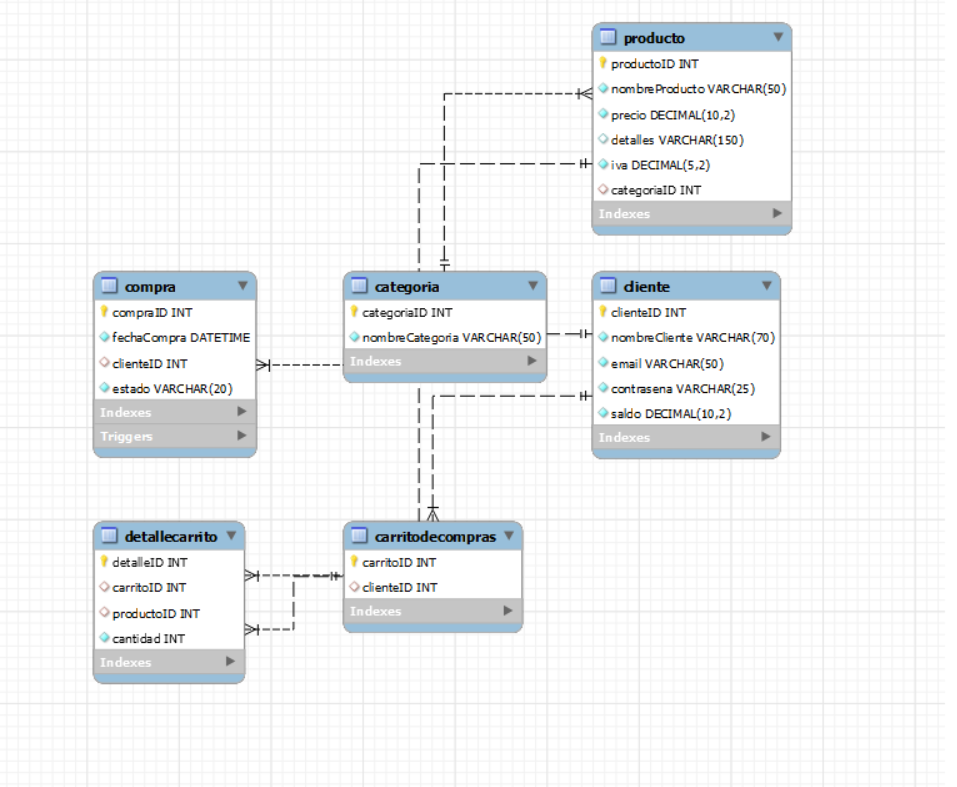 producto
productoID INT
nombreProducto VARCHAR(50)
precio DECIMAL(10,2)
detalles VARCHAR(150)
iva DECIMAL(5,2)
categoriaID INT
Indexes
compra
compraID INT
fechaCompra DATETIME
clienteID INT
estado VARCHAR(20)
Indexes
Triggers
categoria
categoriaID INT
nombreCategoria VARCHAR(50)
Indexes
cliente
clienteID INT
nombreCliente VARCHAR(70)
email VARCHAR(50)
contrasena VARCHAR(25)
saldo DECIMAL(10,2)
Indexes
detallecarrito
detalleID INT
carritoID INT
productoID INT
cantidad INT
Indexes
carritodecompras
carritoID INT
clienteID INT
Indexes